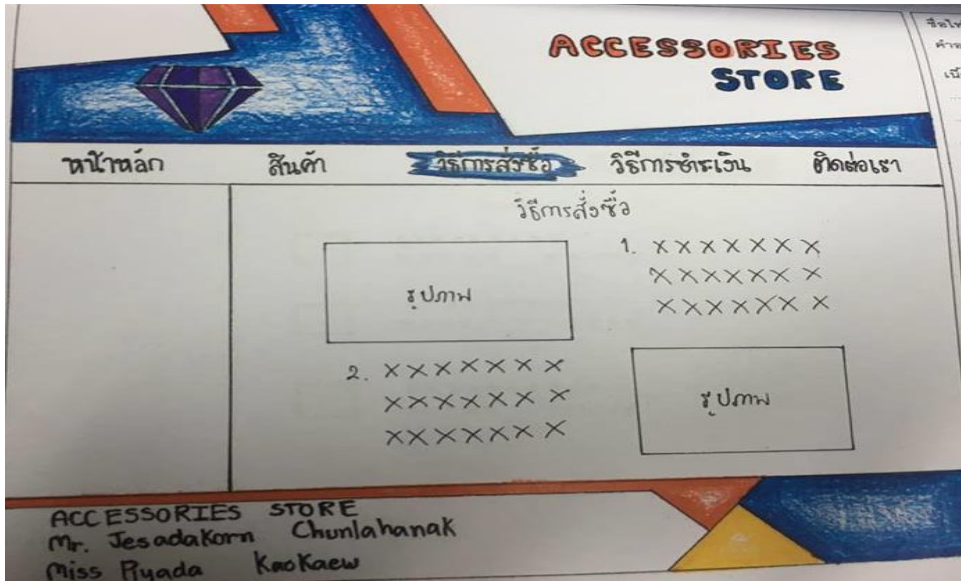 ACCESSORIES
STORE
หน้าหลัก สินค้า วิธีการสั่งซื้อ วิธีการชำระเงิน ติดต่อเรา
วิธีการสั่งซื้อ
รูปภาพ
1. XXXXXXX
XXXXXXX
XXXXXXX
2. XXXXXXX
XXXXXXX
XXXXXXX
รูปภาพ
ACCESSORIES STORE
Mr. Jesadakorn Chunlahanak
Miss Piyada KaoKaew